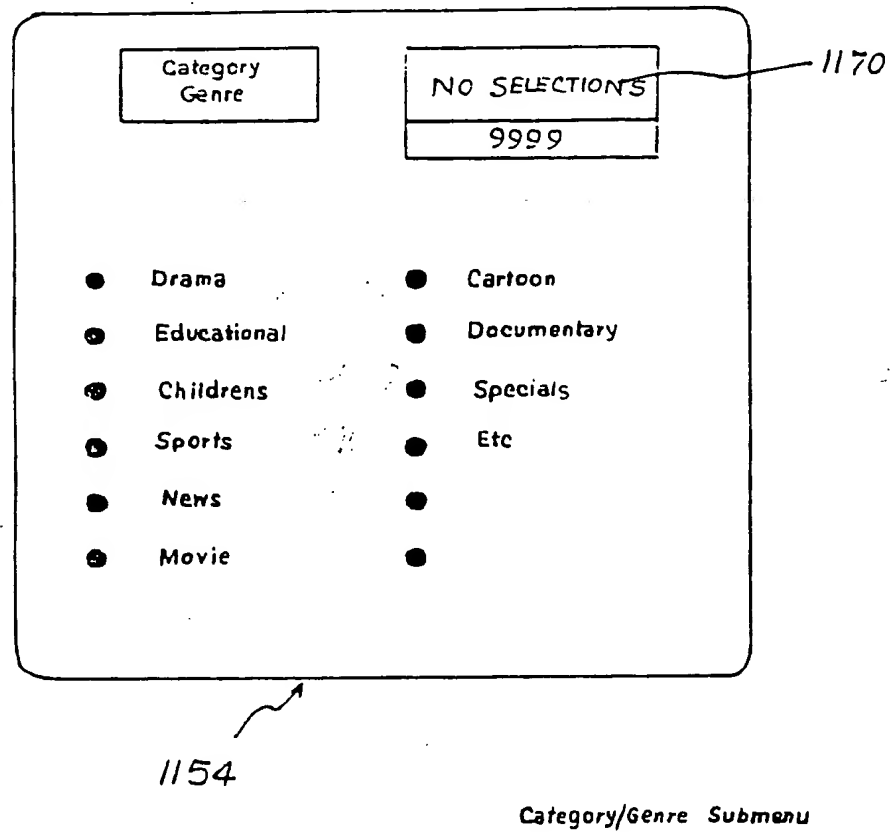 Category
Genre
NO SELECTIONS
1170
9999
Drama
Educational
Childrens
Sports
News
Movie
Cartoon
Documentary
Specials
Etc
1154
Category/Genre Submenu